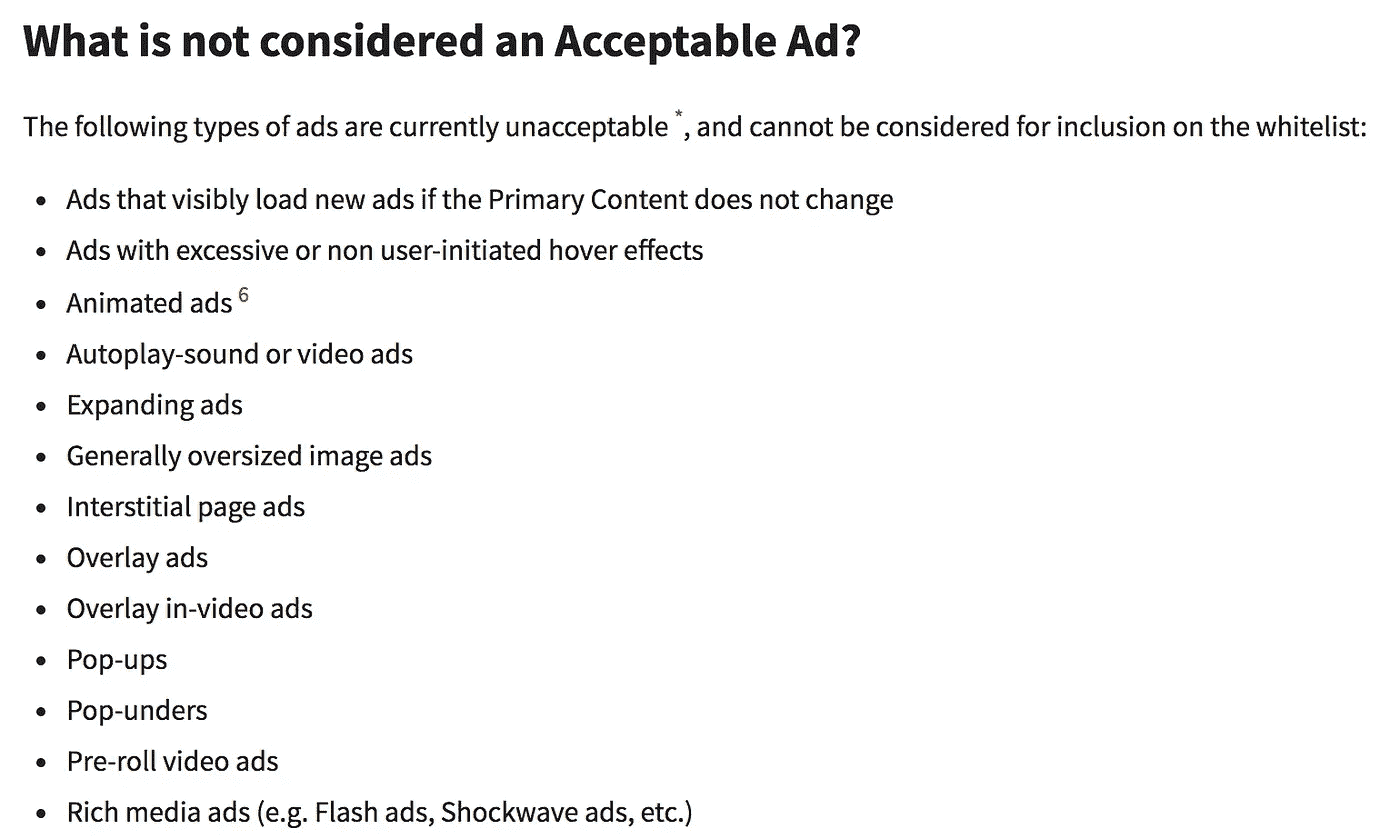 What is not considered an Acceptable Ad?
The following types of ads are currently unacceptable *, and cannot be considered for inclusion on the whitelist:
• Ads that visibly load new ads if the Primary Content does not change
• Ads with excessive or non user-initiated hover effects
• Animated ads 6
• Autoplay-sound or video ads
• Expanding ads
• Generally oversized image ads
• Interstitial page ads
• Overlay ads
• Overlay in-video ads
• Pop-ups
• Pop-unders
• Pre-roll video ads
• Rich media ads (e.g. Flash ads, Shockwave ads, etc.)